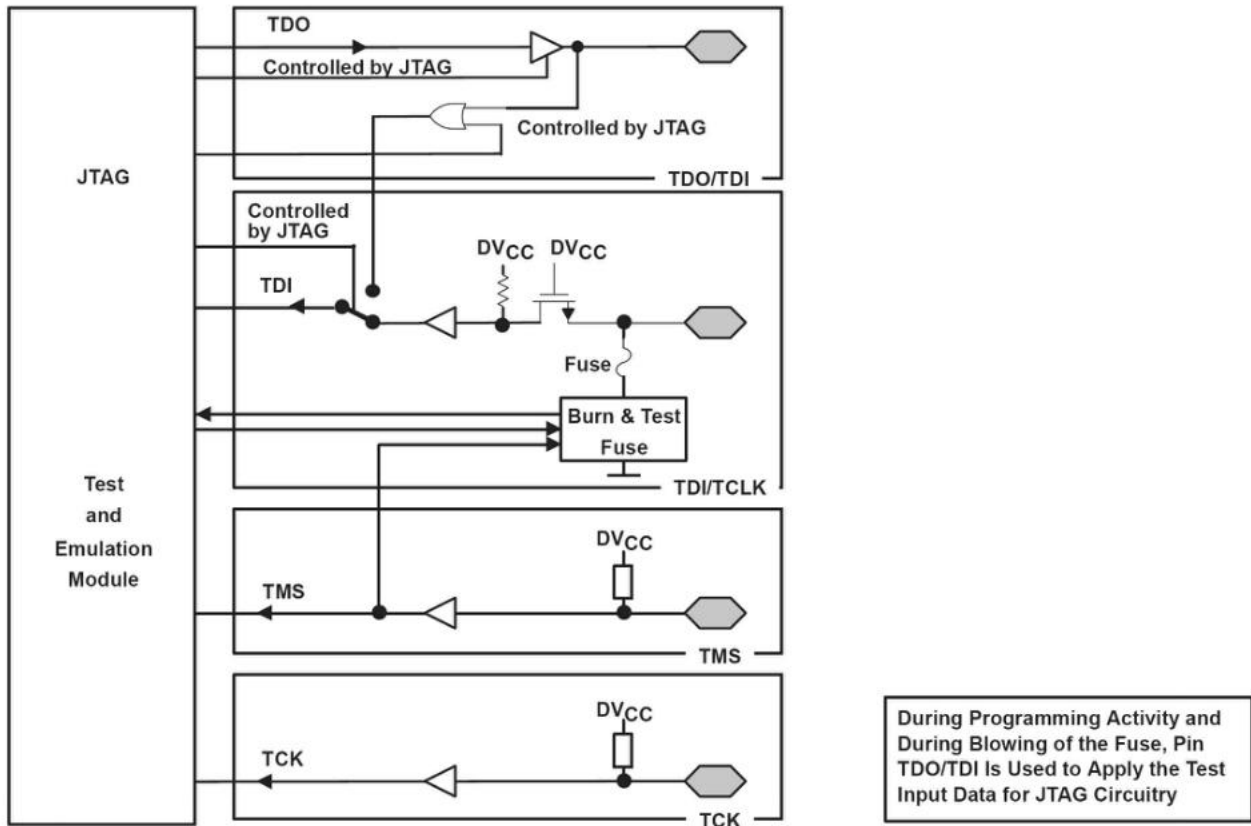 TDO
Controlled by JTAG
Controlled by JTAG
TDO/TDI
JTAG
Controlled
by JTAG
TDI
DVCC
DVCC
Fuse
Burn & Test
Fuse
TDI/TCLK
Test
and
Emulation
Module
DVCC
TMS
TMS
DVCC
TCK
TCK
During Programming Activity and
During Blowing of the Fuse, Pin
TDO/TDI Is Used to Apply the Test
Input Data for JTAG Circuitry